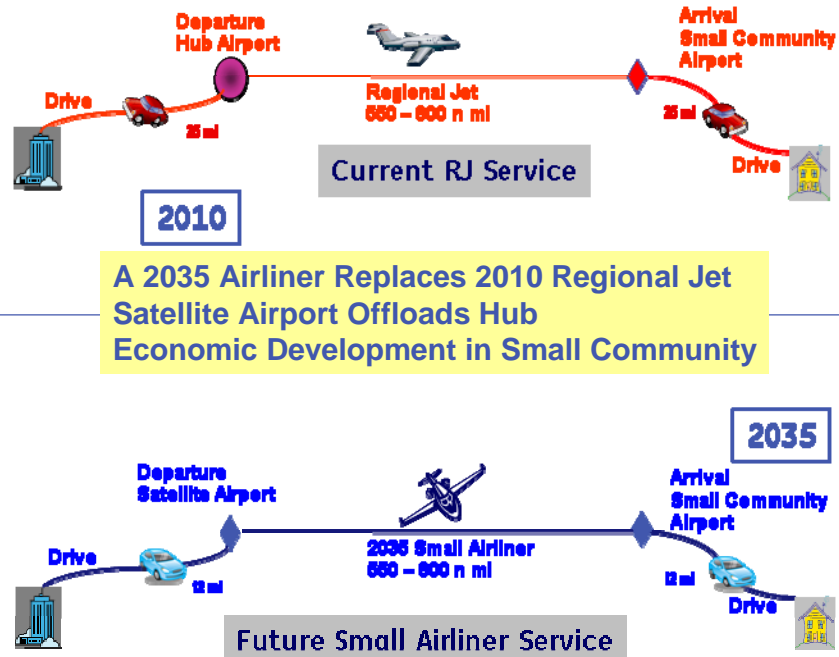 Departure
Hub Airport
Arrival
Small Community
Airport
Drive
25 mi
Regional Jet
550 – 600 n mi
25 mi
Drive
Current RJ Service
2010
A 2035 Airliner Replaces 2010 Regional Jet
Satellite Airport Offloads Hub
Economic Development in Small Community
2035
Departure
Satellite Airport
Arrival
Small Community
Airport
Drive
12 mi
2035 Small Airliner
550 – 600 n mi
12 mi
Drive
Future Small Airliner Service